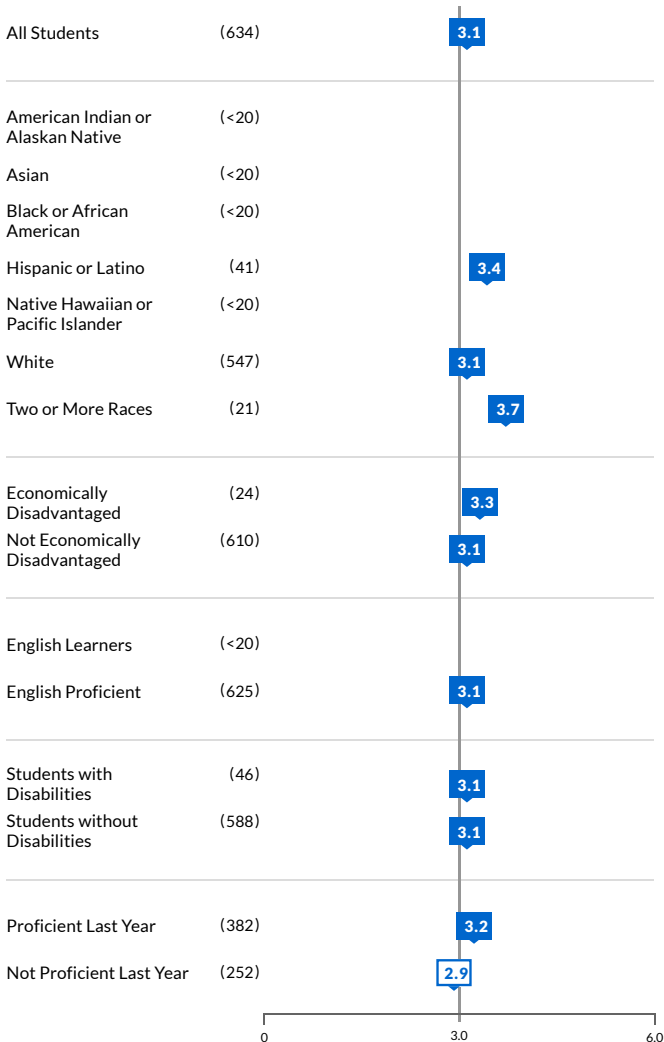 All Students (634) 3.1
American Indian or (<20)
Alaskan Native
Asian (<20)
Black or African (<20)
American
Hispanic or Latino (41) 3.4
Native Hawaiian or (<20)
Pacific Islander
White (547) 3.1
Two or More Races (21) 3.7
Economically (24) 3.3
Disadvantaged
Not Economically (610) 3.1
Disadvantaged
English Learners (<20)
English Proficient (625) 3.1
Students with (46) 3.1
Disabilities
Students without (588) 3.1
Disabilities
Proficient Last Year (382) 3.2
Not Proficient Last Year (252) 2.9
0 3.0 6.0